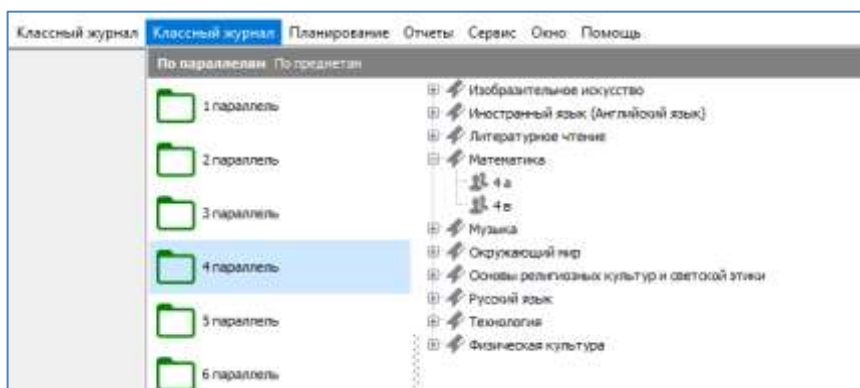 Классный журнал Классный журнал Планирование Отчеты Сервис Окно Помощь
По параллелям По предметам
1 параллель
2 параллель
3 параллель
4 параллель
5 параллель
6 параллель
Изобразительное искусство
Иностранный язык (Английский язык)
Литературное чтение
Математика
4 а
4 в
Музыка
Окружающий мир
Основы религиозных культур и светской этики
Русский язык
Технология
Физическая культура